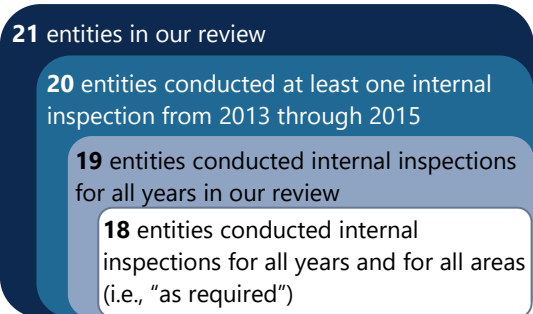 21 entities in our review
20 entities conducted at least one internal
inspection from 2013 through 2015
19 entities conducted internal inspections
for all years in our review
18 entities conducted internal
inspections for all years and for all areas
(i.e., “as required”)